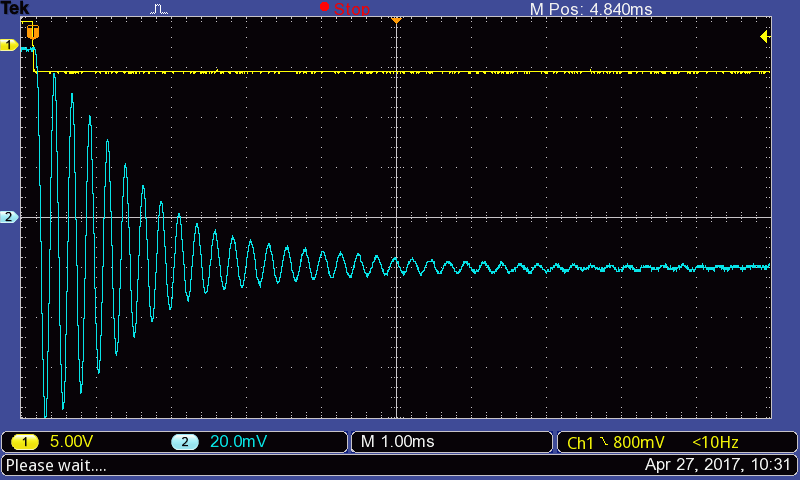 Tek Stop M Pos: 4.840ms
1
2
1 5.00V 2 20.0mV M 1.00ms Ch1 800mV <10Hz
Please wait.... Apr 27, 2017, 10:31